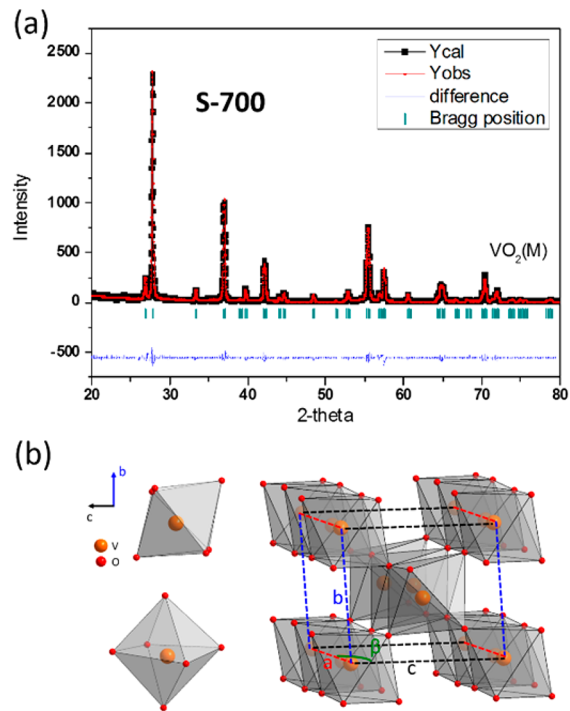 (a)
2500
2000
1500
1000
500
0
-500
Intensity
S-700
Ycal
Yobs
difference
Bragg position
VO₂(M)
20 30 40 50 60 70 80
2-theta
(b)
b
c
V
O
b
a
β
c